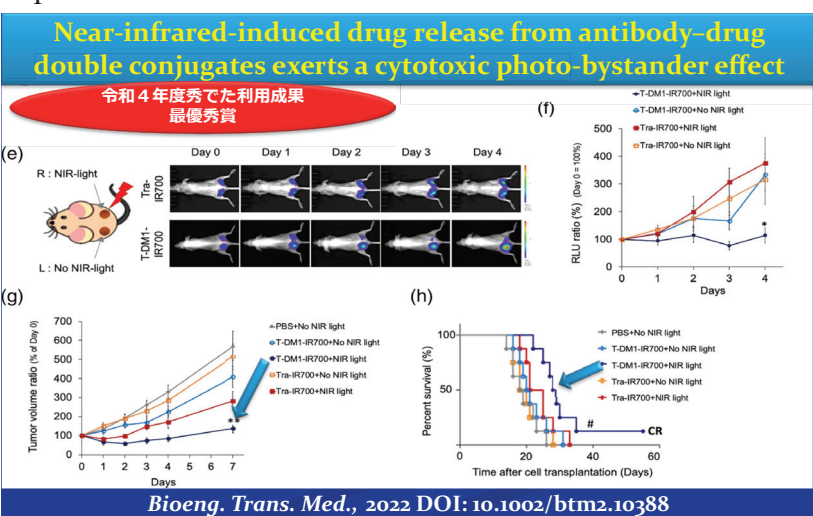 Near-infrared-induced drug release from antibody–drug
double conjugates exerts a cytotoxic photo-bystander effect
令和４年度秀でた利用成果
最優秀賞
(e)
R : NIR-light
L : No NIR-light
Day 0 Day 1 Day 2 Day 3 Day 4
Tra-
IR700
T-DM1-
IR700
(f)
T-DM1-IR700+NIR light
T-DM1-IR700+No NIR light
Tra-IR700+NIR light
Tra-IR700+No NIR light
RLU ratio (%) (Day 0 = 100%)
500
400
300
200
100
0
*
0 1 2 3 4
Days
(g)
Tumor volume ratio (% of Day 0)
700
600
500
400
300
200
100
0
PBS+No NIR light
T-DM1-IR700+No NIR light
T-DM1-IR700+NIR light
Tra-IR700+No NIR light
Tra-IR700+NIR light
**
0 1 2 3 4 7
Days
(h)
Percent survival (%)
100
50
PBS+No NIR light
T-DM1-IR700+No NIR light
T-DM1-IR700+NIR light
Tra-IR700+No NIR light
Tra-IR700+NIR light
#
CR
0 20 40 60
Time after cell transplantation (Days)
Bioeng. Trans. Med., 2022 DOI: 10.1002/btm2.10388